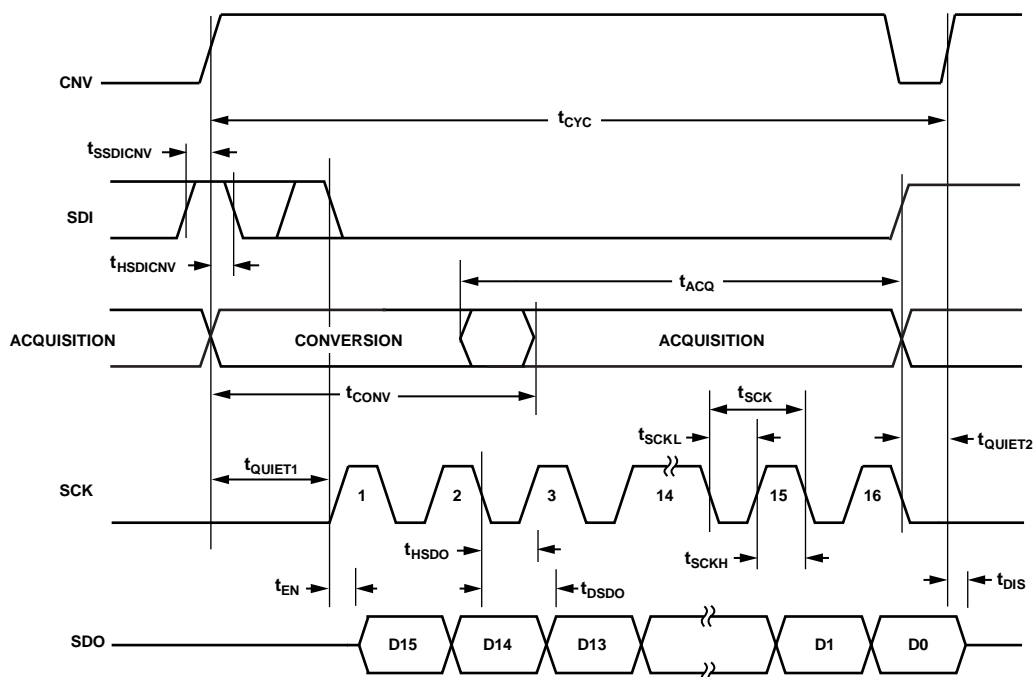 CNV
tCYC
tSSDICNV
SDI
tHSDICNV
tACQ
ACQUISITION CONVERSION ACQUISITION
tCONV
tSCK
tSCKL
tQUIET2
tQUIET1
SCK 1 2 3 14 15 16
tHSDO
tSCKH
tEN
tDSDO
tDIS
SDO D15 D14 D13 D1 D0